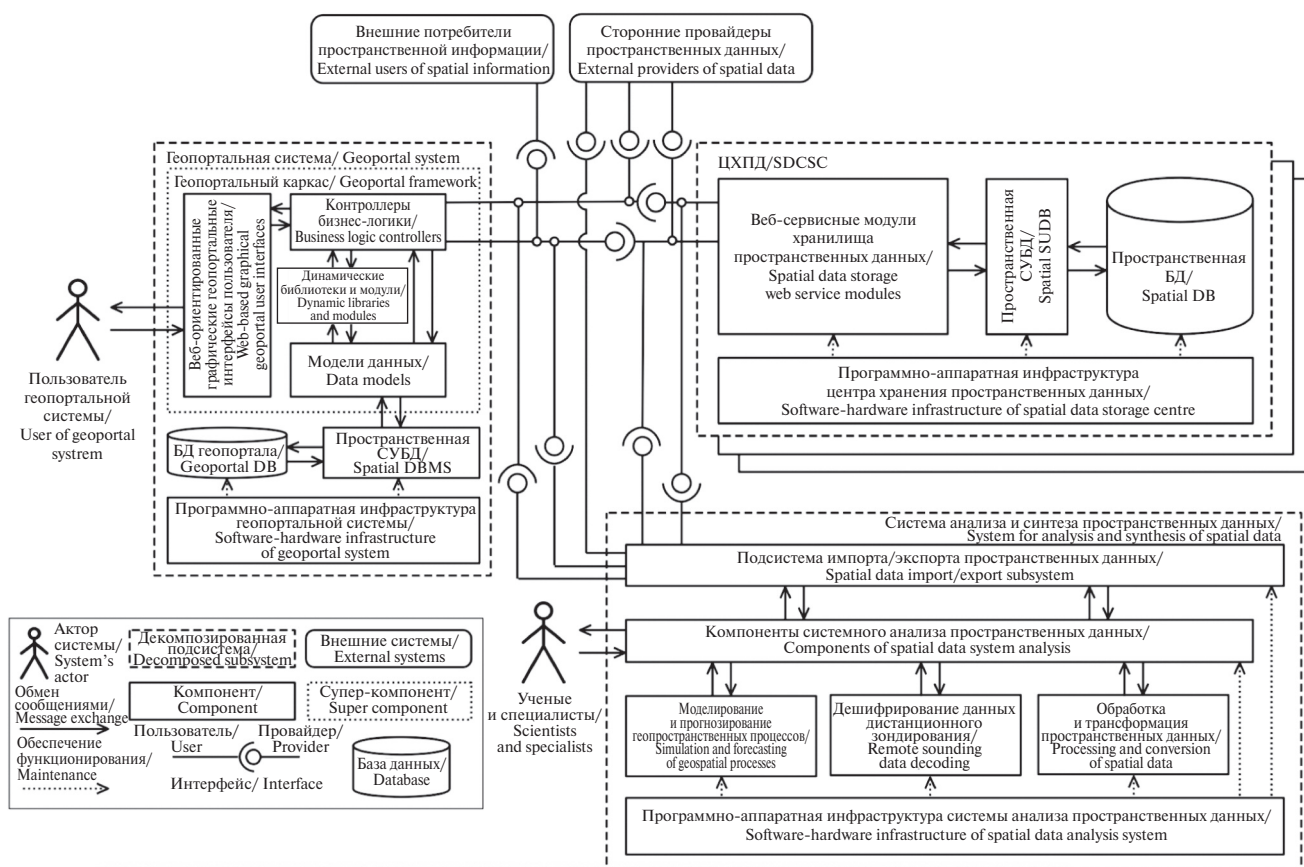 Внешние потребители
пространственной информации/
External users of spatial information
Сторонние провайдеры
пространственных данных/
External providers of spatial data
Геопортальная система/ Geoportal system
Геопортальный каркас/ Geoportal framework
Веб-ориентированные
графические геопортальные
интерфейсы пользователя/
Web-based graphical
geoportal user interfaces
Контроллеры
бизнес-логики/
Business logic controllers
Динамические
библиотеки и модули/
Dynamic libraries
and modules
Модели данных/
Data models
БД геопортала/
Geoportal DB
Пространственная
СУБД/
Spatial DBMS
Программно-аппаратная инфраструктура
геопортальной системы/
Software-hardware infrastructure
of geoportal system
Пользователь
геопортальной
системы/
User of geoportal
systrem
ЦХПД/SDCSC
Веб-сервисные модули
хранилища
пространственных данных/
Spatial data storage
web service modules
Пространственная
СУБД/
Spatial SUDB
Пространственная
БД/
Spatial DB
Программно-аппаратная инфраструктура
центра хранения пространственных данных/
Software-hardware infrastructure of spatial data storage centre
Система анализа и синтеза пространственных данных/
System for analysis and synthesis of spatial data
Подсистема импорта/экспорта пространственных данных/
Spatial data import/export subsystem
Компоненты системного анализа пространственных данных/
Components of spatial data system analysis
Моделирование
и прогнозирование
геопространственных процессов/
Simulation and forecasting
of geospatial processes
Дешифрирование данных
дистанционного
зондирования/
Remote sounding
data decoding
Обработка
и трансформация
пространственных данных/
Processing and conversion
of spatial data
Программно-аппаратная инфраструктура системы анализа пространственных данных/
Software-hardware infrastructure of spatial data analysis system
Ученые
и специалисты/
Scientists
and specialists
Актор
системы/
System's
actor
Декомпозированная
подсистема/
Decomposed subsystem
Внешние системы/
External systems
Обмен
сообщениями/
Message exchange
Компонент/
Component
Супер-компонент/
Super component
Обеспечение
функционирования/
Maintenance
Пользователь/
User
Провайдер/
Provider
Интерфейс/ Interface
База данных/
Database